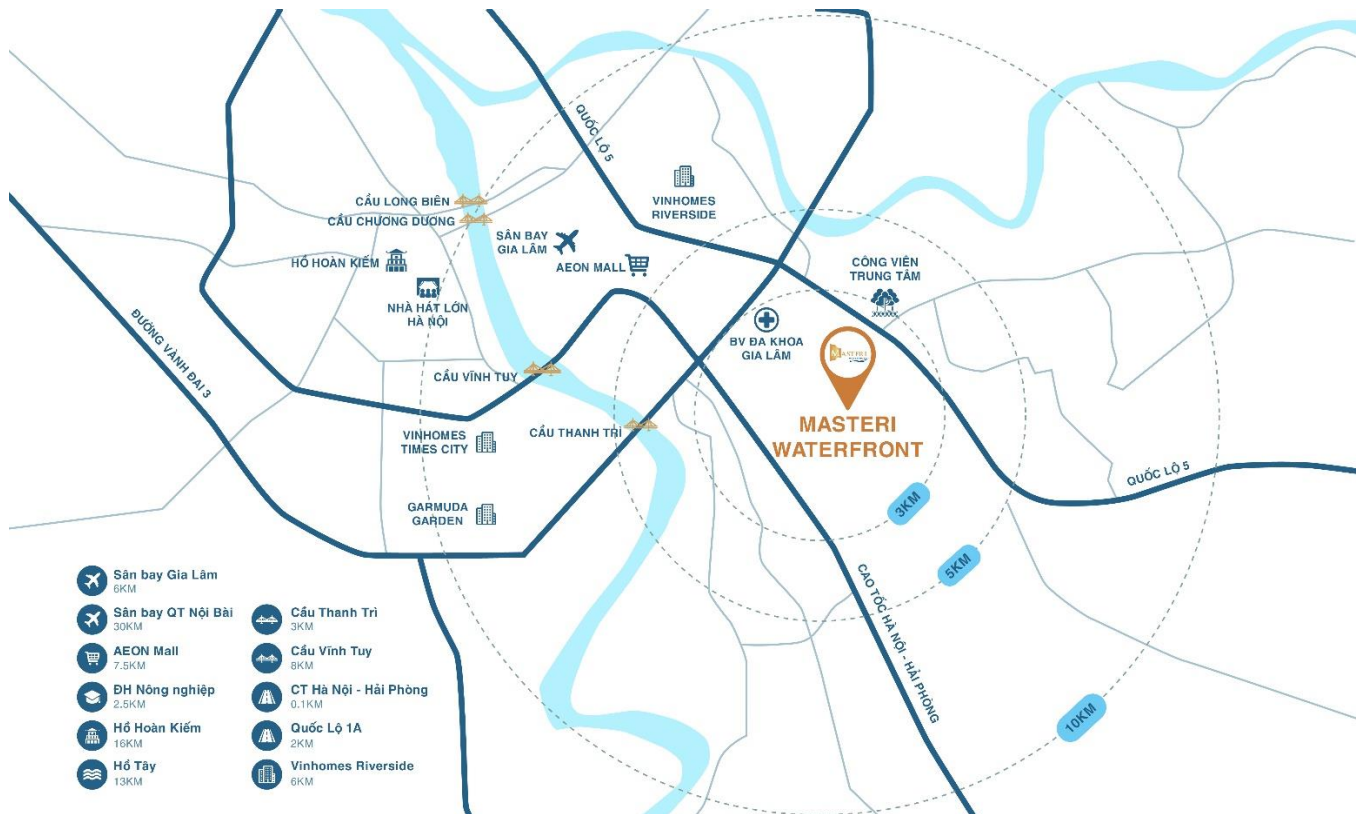 QUỐC LỘ 5
VINHOMES
RIVERSIDE
CẦU LONG BIÊN
CẦU CHƯƠNG DƯƠNG
SÂN BAY
GIA LÂM
HỒ HOÀN KIẾM
AEON MALL
CÔNG VIÊN
TRUNG TÂM
NHÀ HÁT LỚN
HÀ NỘI
ĐƯỜNG VÀNH ĐAI 3
BV ĐA KHOA
GIA LÂM
MASTERI
CẦU VĨNH TUY
MASTERI
WATERFRONT
VINHOMES
TIMES CITY
CẦU THANH TRÌ
QUỐC LỘ 5
GARMUDA
GARDEN
3KM
5KM
CAO TỐC HÀ NỘI - HẢI PHÒNG
10KM
Sân bay Gia Lâm
6KM
Sân bay QT Nội Bài
30KM
AEON Mall
7.5KM
ĐH Nông nghiệp
2.5KM
Hồ Hoàn Kiếm
16KM
Hồ Tây
13KM
Cầu Thanh Trì
3KM
Cầu Vĩnh Tuy
8KM
CT Hà Nội - Hải Phòng
0.1KM
Quốc Lộ 1A
2KM
Vinhomes Riverside
6KM